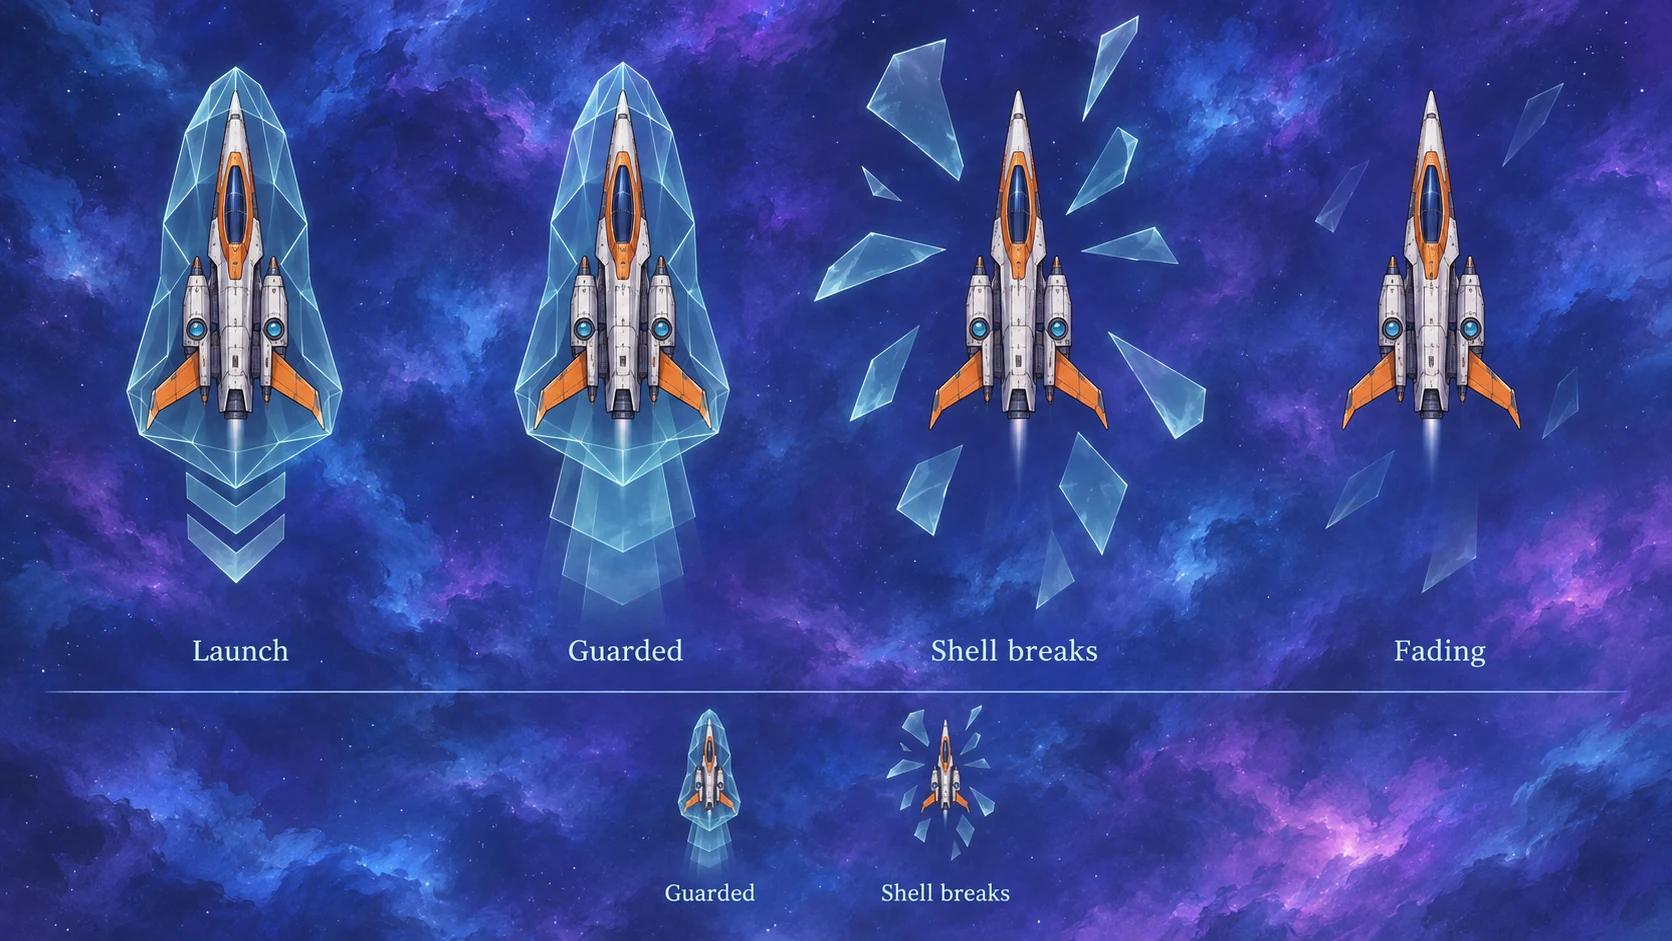 Launch
Guarded
Shell breaks
Fading
Guarded
Shell breaks